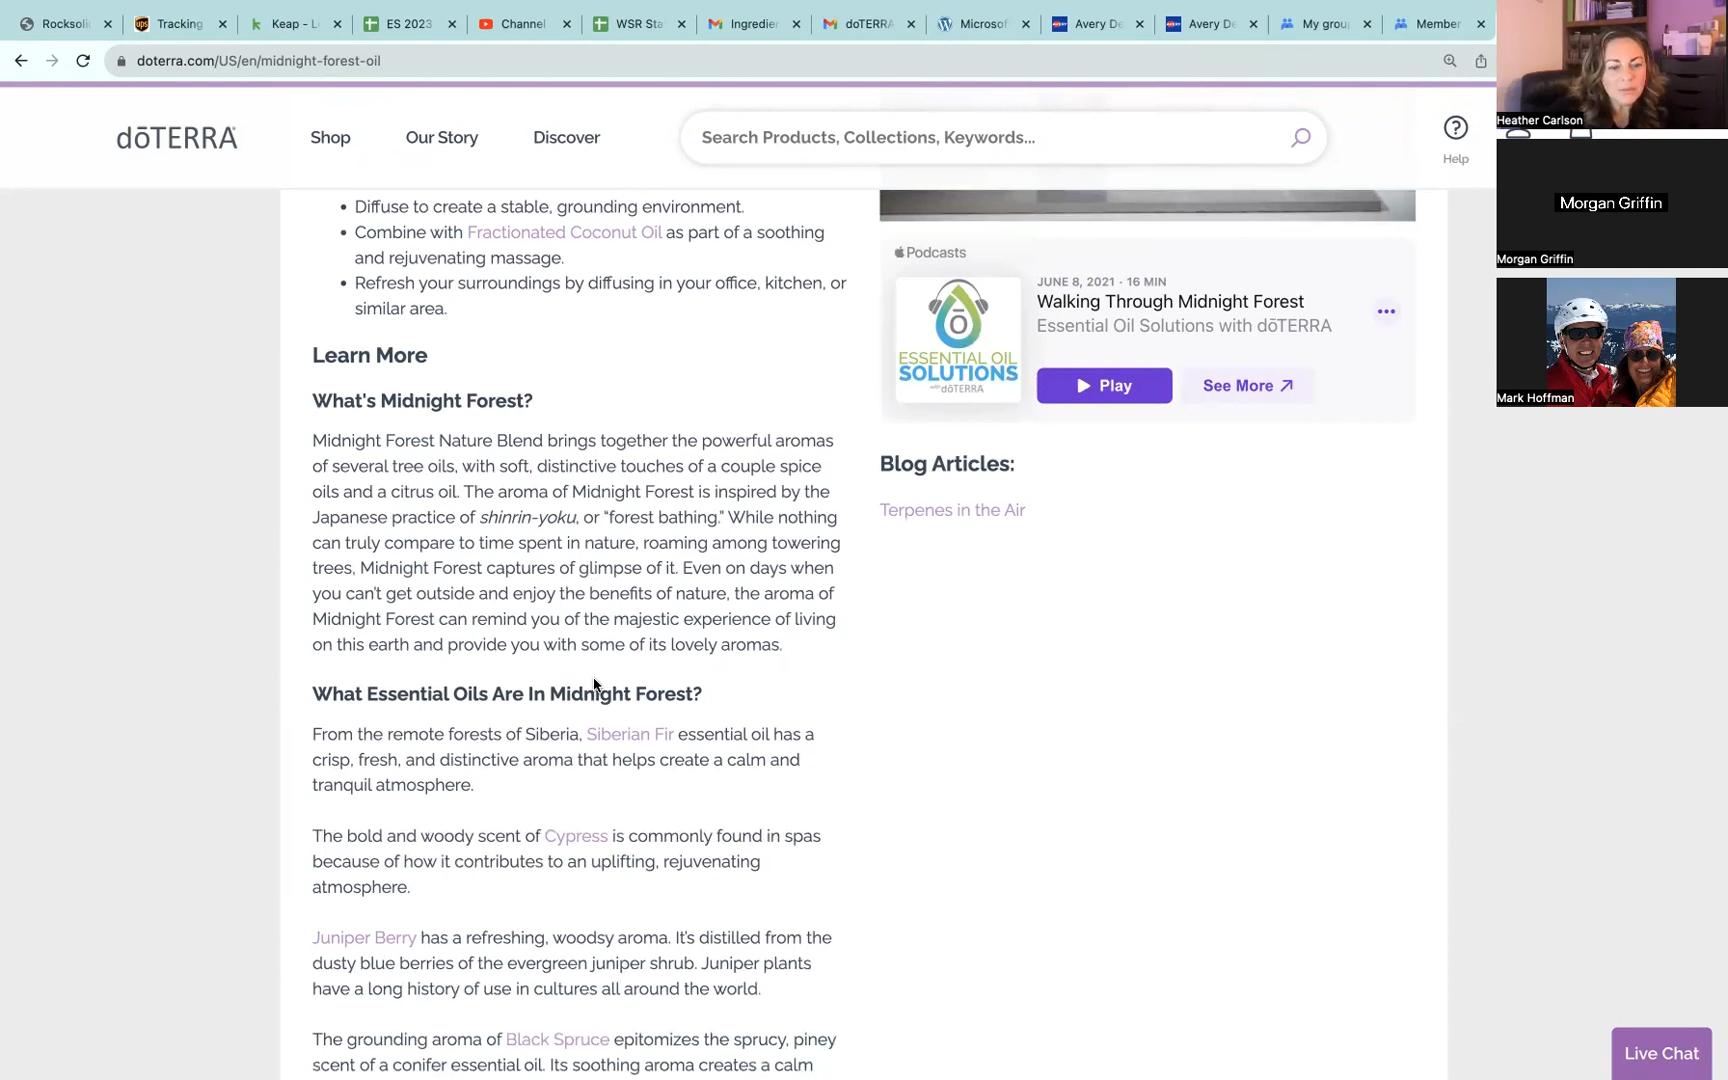 Rocksoli
Tracking
Keap - L
ES 2023
Channel
WSR Sta
Ingredie
doTERRA
Microsof
Avery De
Avery De
My grou
Member
doterra.com/US/en/midnight-forest-oil
dōTERRA
Shop
Our Story
Discover
Search Products, Collections, Keywords...
Help
Diffuse to create a stable, grounding environment.
Combine with Fractionated Coconut Oil as part of a soothing
and rejuvenating massage.
Refresh your surroundings by diffusing in your office, kitchen, or
similar area.
Learn More
What's Midnight Forest?
Midnight Forest Nature Blend brings together the powerful aromas
of several tree oils, with soft, distinctive touches of a couple spice
oils and a citrus oil. The aroma of Midnight Forest is inspired by the
Japanese practice of shinrin-yoku, or “forest bathing.” While nothing
can truly compare to time spent in nature, roaming among towering
trees, Midnight Forest captures of glimpse of it. Even on days when
you can’t get outside and enjoy the benefits of nature, the aroma of
Midnight Forest can remind you of the majestic experience of living
on this earth and provide you with some of its lovely aromas.
What Essential Oils Are In Midnight Forest?
From the remote forests of Siberia, Siberian Fir essential oil has a
crisp, fresh, and distinctive aroma that helps create a calm and
tranquil atmosphere.
The bold and woody scent of Cypress is commonly found in spas
because of how it contributes to an uplifting, rejuvenating
atmosphere.
Juniper Berry has a refreshing, woodsy aroma. It’s distilled from the
dusty blue berries of the evergreen juniper shrub. Juniper plants
have a long history of use in cultures all around the world.
The grounding aroma of Black Spruce epitomizes the sprucy, piney
scent of a conifer essential oil. Its soothing aroma creates a calm
Podcasts
ESSENTIAL OIL
SOLUTIONS
with dōTERRA
JUNE 8, 2021 · 16 MIN
Walking Through Midnight Forest
Essential Oil Solutions with dōTERRA
Play
See More
Blog Articles:
Terpenes in the Air
Heather Carlson
Morgan Griffin
Morgan Griffin
Mark Hoffman
Live Chat